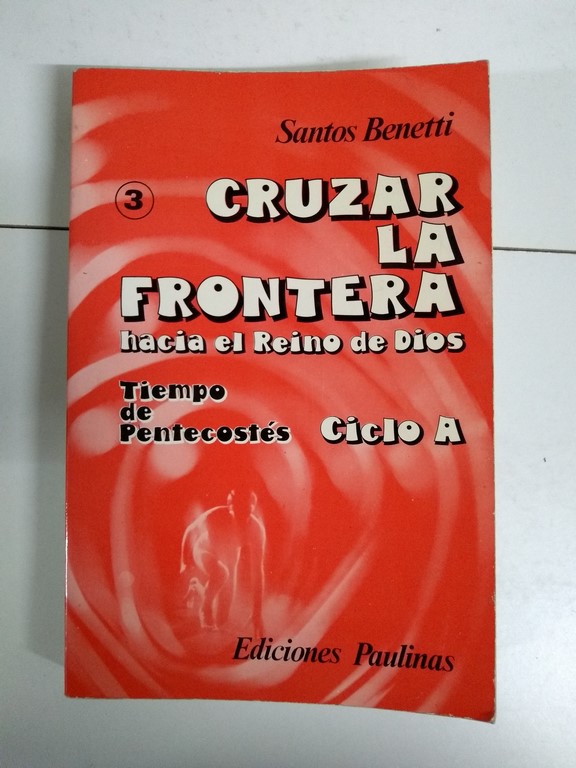 Santos Benetti
3 CRUZAR
LA
FRONTERA
hacia el Reino de Dios
Tiempo
de
Pentecostés Ciclo A
Ediciones Paulinas